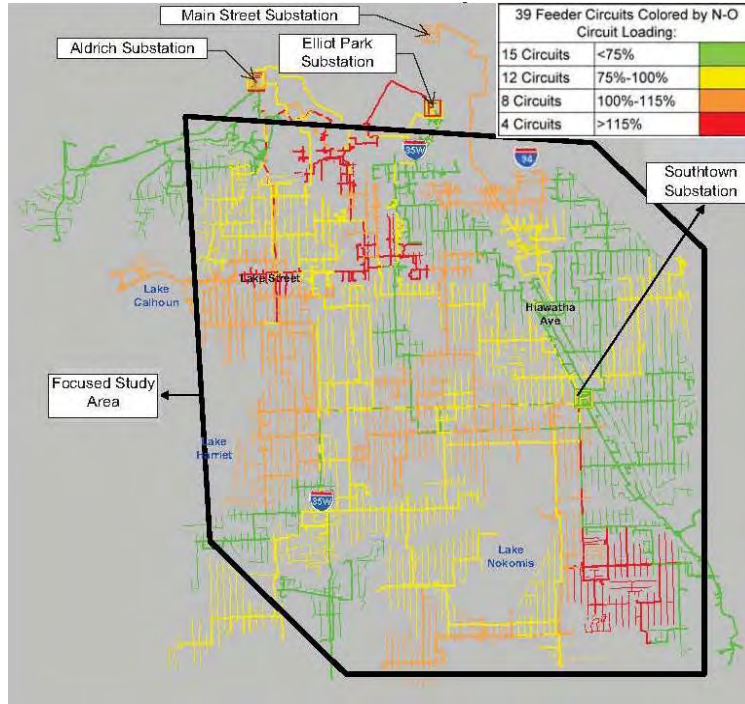 Main Street Substation
Aldrich Substation
Elliot Park
Substation
39 Feeder Circuits Colored by N-O
Circuit Loading:
15 Circuits <75%
12 Circuits 75%-100%
8 Circuits 100%-115%
4 Circuits >115%
35W
94
Southtown
Substation
Lake Street
Lake
Calhoun
Hiawatha
Ave
Focused Study
Area
Lake
Harriet
35W
Lake
Nokomis